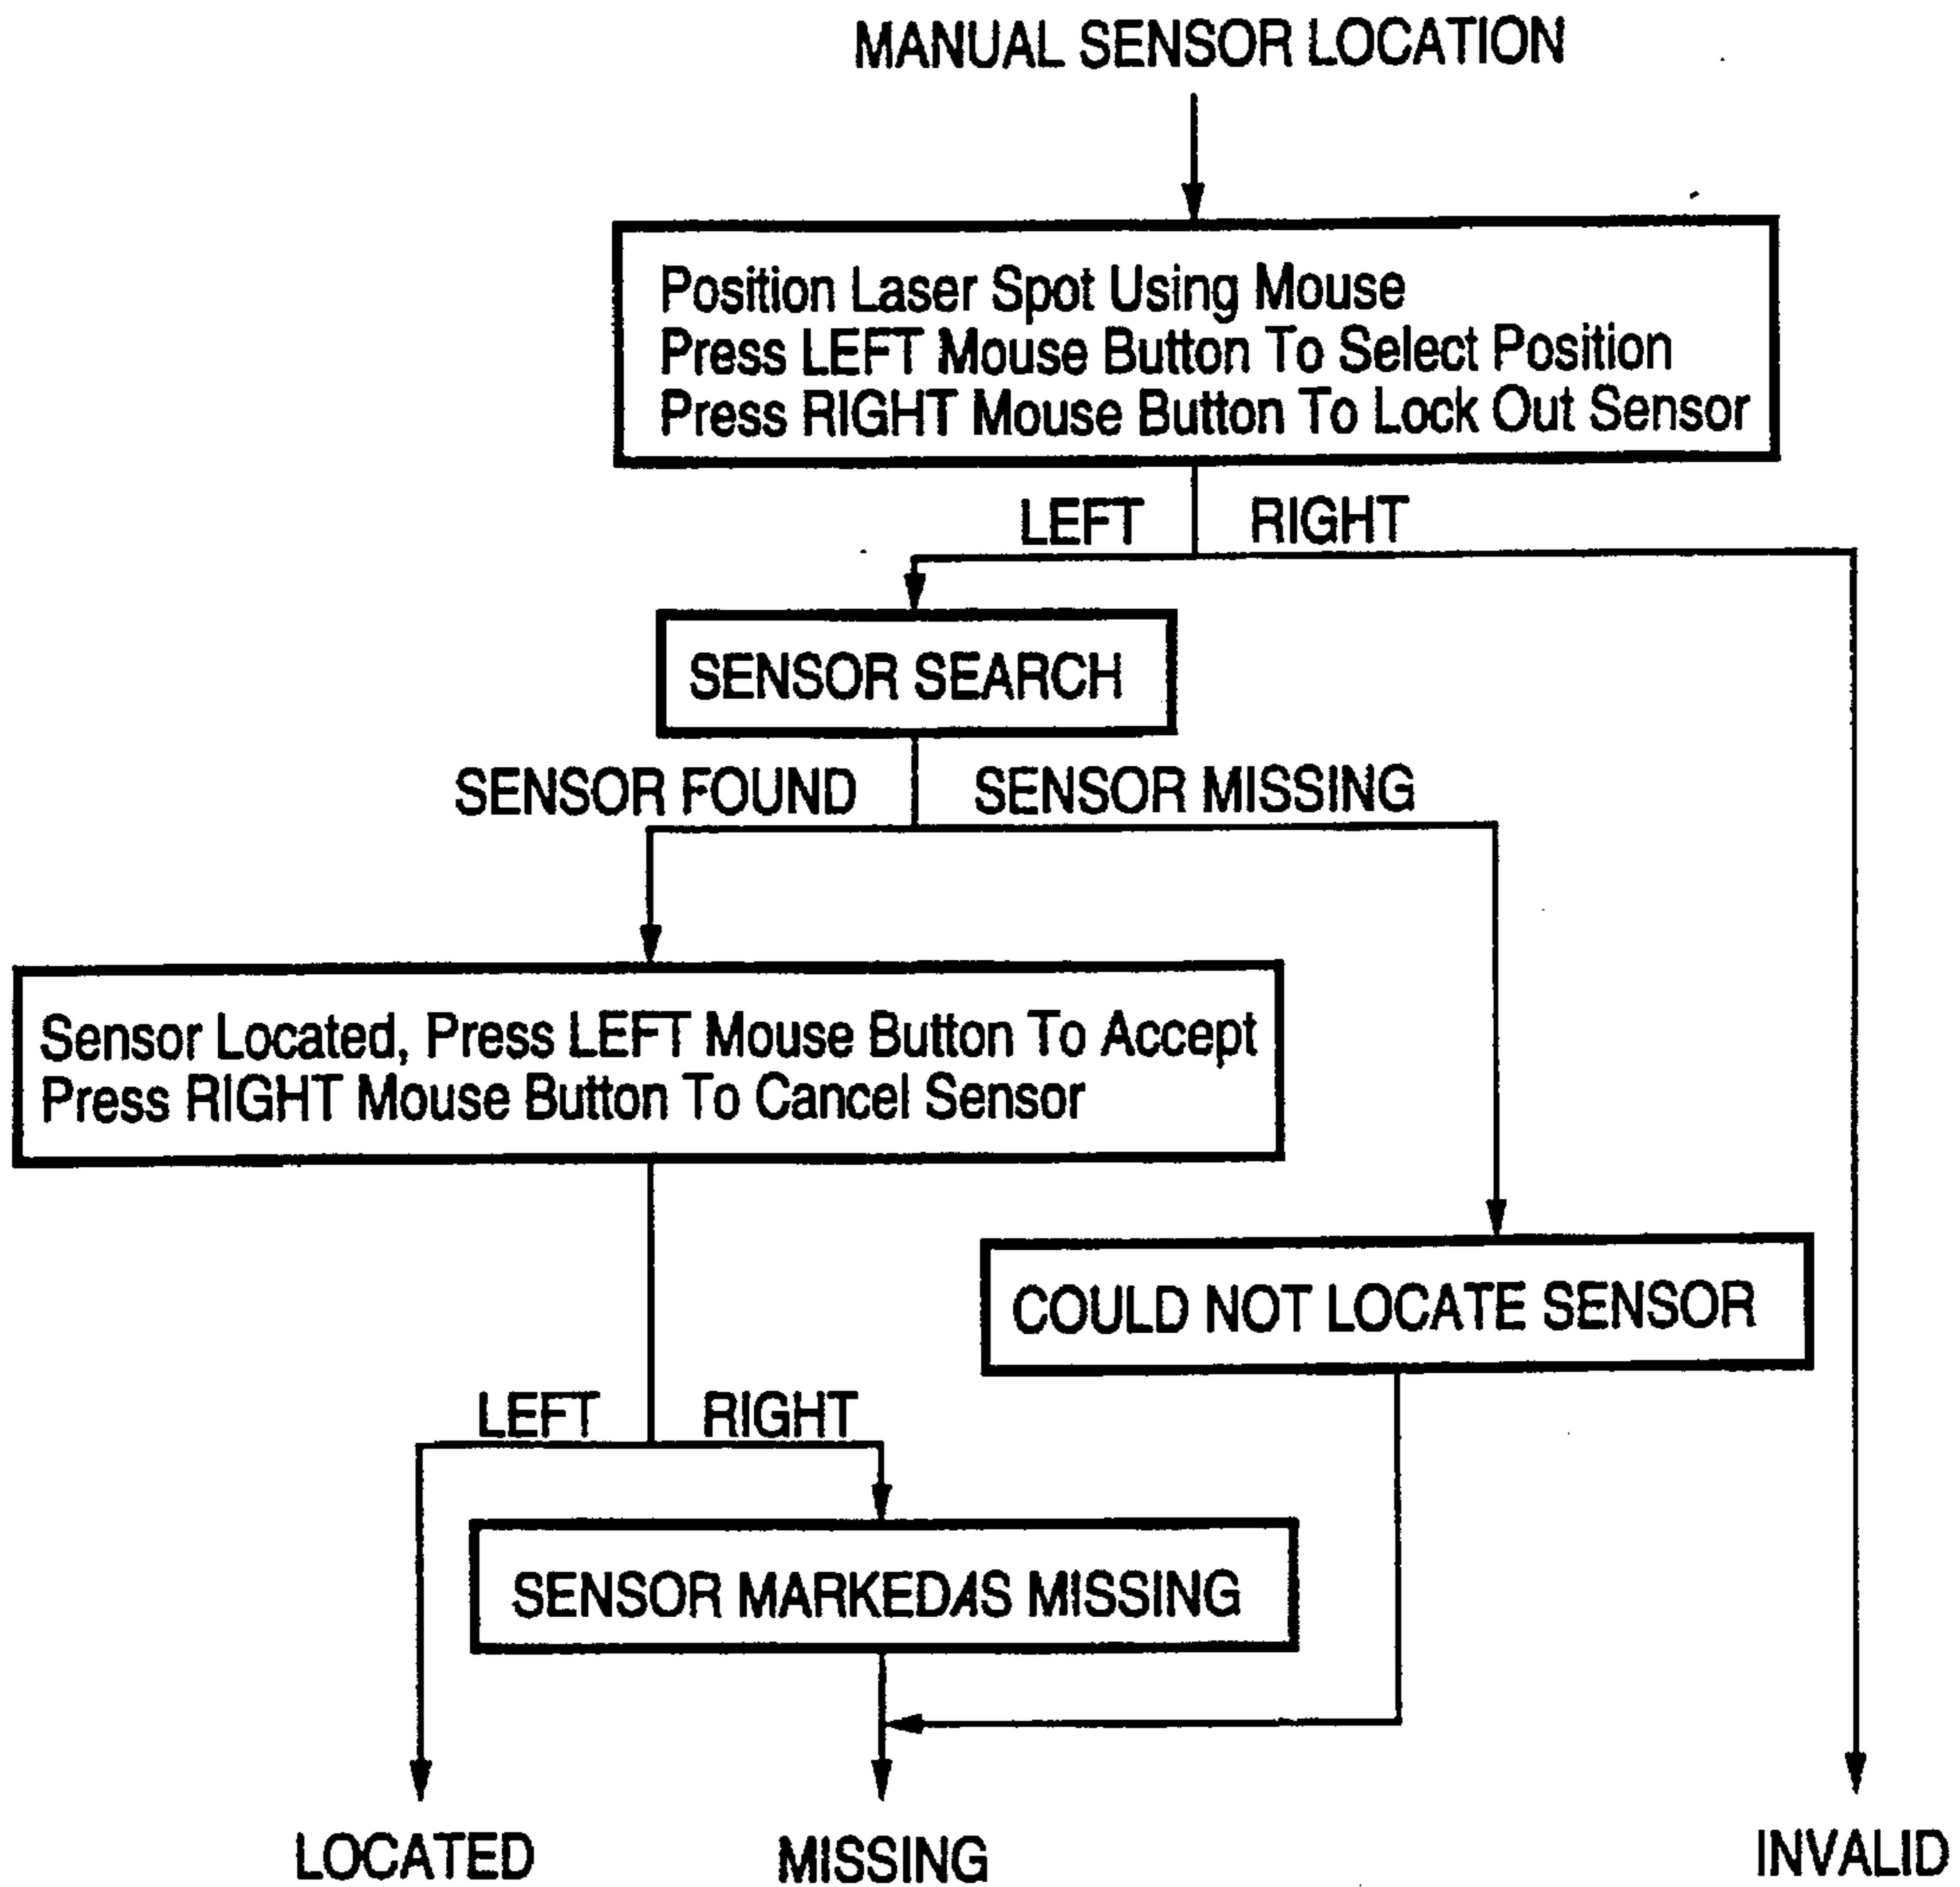 MANUAL SENSOR LOCATION
Position Laser Spot Using Mouse
Press LEFT Mouse Button To Select Position
Press RIGHT Mouse Button To Lock Out Sensor
LEFT RIGHT
SENSOR SEARCH
SENSOR FOUND SENSOR MISSING
Sensor Located, Press LEFT Mouse Button To Accept
Press RIGHT Mouse Button To Cancel Sensor
COULD NOT LOCATE SENSOR
LEFT RIGHT
SENSOR MARKEDAS MISSING
LOCATED MISSING INVALID